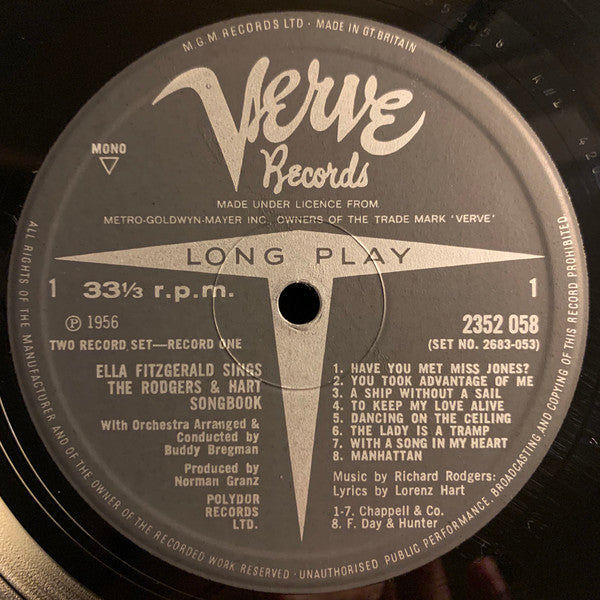 M.G.M RECORDS LTD · MADE IN GT. BRITAIN
Verve
Records
MONO
MADE UNDER LICENCE FROM
METRO-GOLDWYN-MAYER INC., OWNERS OF THE TRADE MARK 'VERVE'
LONG PLAY
1 33⅓ r.p.m. 1
℗ 1956
2352 058
TWO RECORD SET—RECORD ONE
(SET NO. 2683-053)
ELLA FITZGERALD SINGS
THE RODGERS & HART
SONGBOOK
With Orchestra Arranged &
Conducted by
Buddy Bregman
Produced by
Norman Granz
POLYDOR
RECORDS
LTD.
1. HAVE YOU MET MISS JONES?
2. YOU TOOK ADVANTAGE OF ME
3. A SHIP WITHOUT A SAIL
4. TO KEEP MY LOVE ALIVE
5. DANCING ON THE CEILING
6. THE LADY IS A TRAMP
7. WITH A SONG IN MY HEART
8. MANHATTAN
Music by Richard Rodgers:
Lyrics by Lorenz Hart
1-7. Chappell & Co.
8. F. Day & Hunter
ALL RIGHTS OF THE MANUFACTURER AND OF THE OWNER OF THE RECORDED WORK RESERVED · UNAUTHORISED PUBLIC PERFORMANCE, BROADCASTING AND COPYING OF THIS RECORD PROHIBITED.